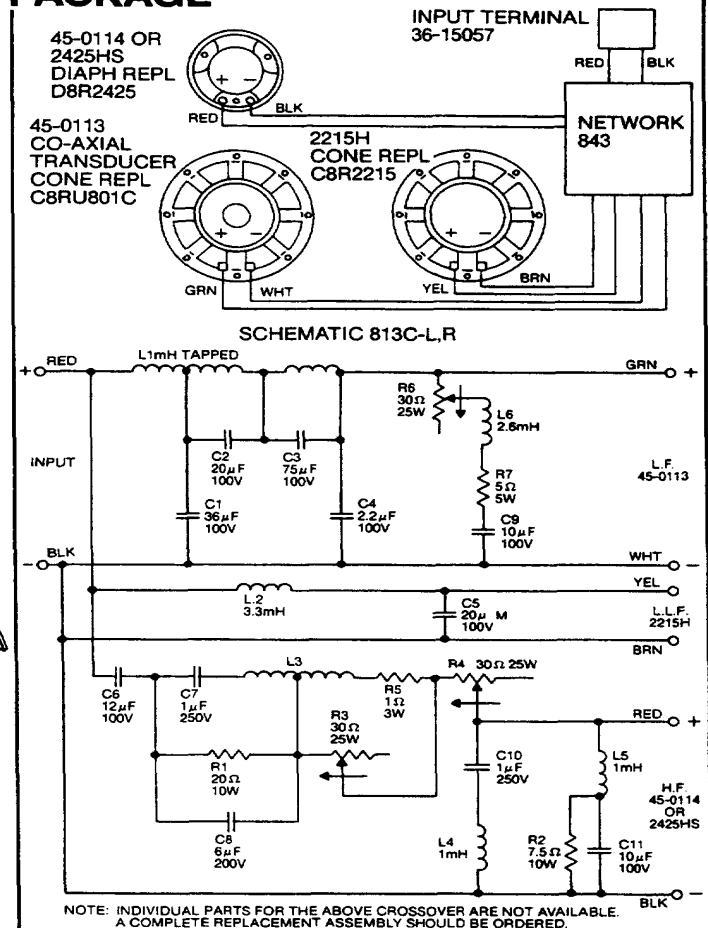 PACKAGE
INPUT TERMINAL
36-15057
45-0114 OR
2425HS
DIAPH REPL
D8R2425
RED
BLK
BLK
RED
NETWORK
843
45-0113
CO-AXIAL
TRANSDUCER
CONE REPL
C8RU801C
2215H
CONE REPL
C8R2215
+ −
+ −
+ −
GRN
WHT
YEL
BRN
SCHEMATIC 813C-L,R
+ RED
L1mH TAPPED
GRN +
R6
30Ω
25W
L6
2.6mH
C2
20μF
100V
C3
75μF
100V
INPUT
L.F.
45-0113
R7
5Ω
5W
C1
36μF
100V
C4
2.2μF
100V
C9
10μF
100V
− BLK
WHT −
YEL
L.2
3.3mH
C5
20μ M
100V
L.L.F.
2215H
BRN
C6
12μF
100V
C7
1μF
250V
L3
R5
1Ω
3W
R4 30Ω 25W
R3
30Ω
25W
RED +
R1
20Ω
10W
C10
1μF
250V
L5
1mH
C8
6μF
200V
H.F.
45-0114
OR
2425HS
L4
1mH
R2
7.5Ω
10W
C11
10μF
100V
BLK −
NOTE: INDIVIDUAL PARTS FOR THE ABOVE CROSSOVER ARE NOT AVAILABLE.
A COMPLETE REPLACEMENT ASSEMBLY SHOULD BE ORDERED.